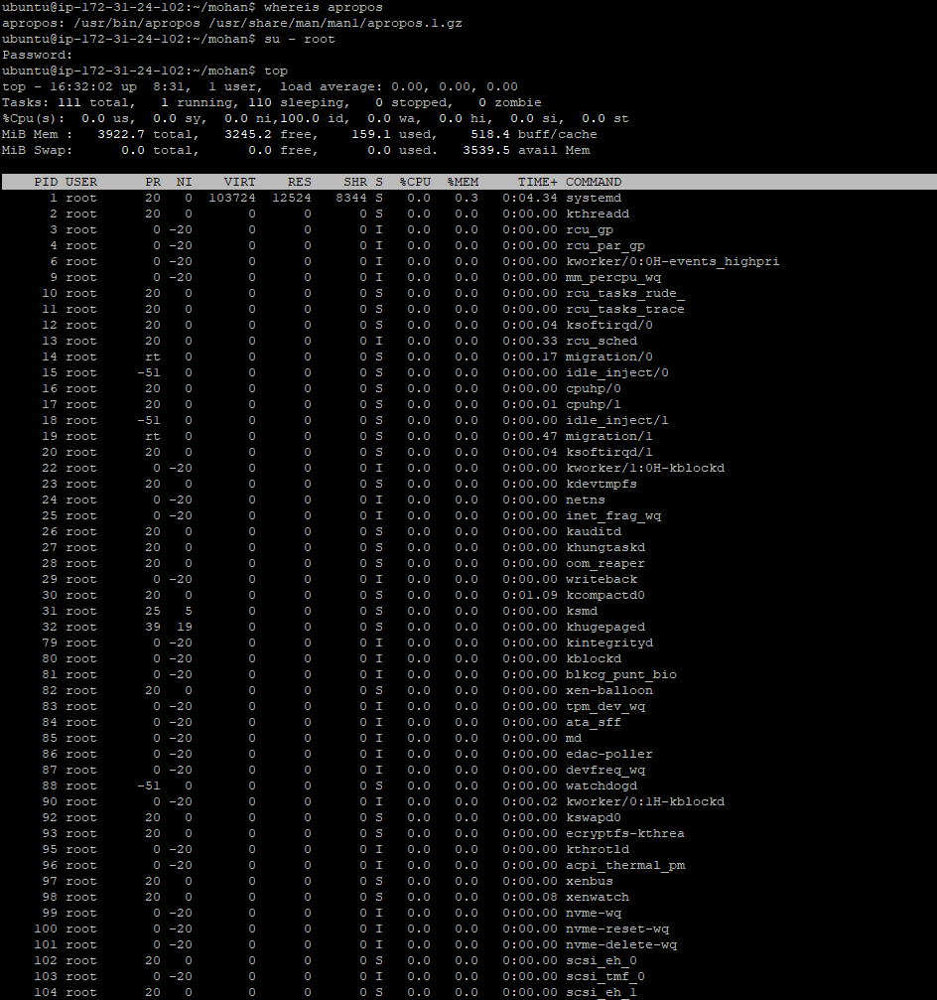 ubuntu@ip-172-31-24-102:~/mohan$ whereis apropos
apropos: /usr/bin/apropos /usr/share/man/man1/apropos.1.gz
ubuntu@ip-172-31-24-102:~/mohan$ su - root
Password:
ubuntu@ip-172-31-24-102:~/mohan$ top
top - 16:32:02 up  8:31,  1 user,  load average: 0.00, 0.00, 0.00
Tasks: 111 total,   1 running, 110 sleeping,   0 stopped,   0 zombie
%Cpu(s):  0.0 us,  0.0 sy,  0.0 ni,100.0 id,  0.0 wa,  0.0 hi,  0.0 si,  0.0 st
MiB Mem :   3922.7 total,   3245.2 free,    159.1 used,    518.4 buff/cache
MiB Swap:      0.0 total,      0.0 free,      0.0 used.   3539.5 avail Mem
PID USER      PR  NI    VIRT    RES    SHR S  %CPU  %MEM     TIME+ COMMAND
1 root      20   0  103724  12524   8344 S   0.0   0.3   0:04.34 systemd
2 root      20   0       0      0      0 S   0.0   0.0   0:00.00 kthreadd
3 root       0 -20       0      0      0 I   0.0   0.0   0:00.00 rcu_gp
4 root       0 -20       0      0      0 I   0.0   0.0   0:00.00 rcu_par_gp
6 root       0 -20       0      0      0 I   0.0   0.0   0:00.00 kworker/0:0H-events_highpri
9 root       0 -20       0      0      0 I   0.0   0.0   0:00.00 mm_percpu_wq
10 root      20   0       0      0      0 S   0.0   0.0   0:00.00 rcu_tasks_rude_
11 root      20   0       0      0      0 S   0.0   0.0   0:00.00 rcu_tasks_trace
12 root      20   0       0      0      0 S   0.0   0.0   0:00.04 ksoftirqd/0
13 root      20   0       0      0      0 I   0.0   0.0   0:00.33 rcu_sched
14 root      rt   0       0      0      0 S   0.0   0.0   0:00.17 migration/0
15 root     -51   0       0      0      0 S   0.0   0.0   0:00.00 idle_inject/0
16 root      20   0       0      0      0 S   0.0   0.0   0:00.00 cpuhp/0
17 root      20   0       0      0      0 S   0.0   0.0   0:00.01 cpuhp/1
18 root     -51   0       0      0      0 S   0.0   0.0   0:00.00 idle_inject/1
19 root      rt   0       0      0      0 S   0.0   0.0   0:00.47 migration/1
20 root      20   0       0      0      0 S   0.0   0.0   0:00.04 ksoftirqd/1
22 root       0 -20       0      0      0 I   0.0   0.0   0:00.00 kworker/1:0H-kblockd
23 root      20   0       0      0      0 S   0.0   0.0   0:00.00 kdevtmpfs
24 root       0 -20       0      0      0 I   0.0   0.0   0:00.00 netns
25 root       0 -20       0      0      0 I   0.0   0.0   0:00.00 inet_frag_wq
26 root      20   0       0      0      0 S   0.0   0.0   0:00.00 kauditd
27 root      20   0       0      0      0 S   0.0   0.0   0:00.00 khungtaskd
28 root      20   0       0      0      0 S   0.0   0.0   0:00.00 oom_reaper
29 root       0 -20       0      0      0 I   0.0   0.0   0:00.00 writeback
30 root      20   0       0      0      0 S   0.0   0.0   0:01.09 kcompactd0
31 root      25   5       0      0      0 S   0.0   0.0   0:00.00 ksmd
32 root      39  19       0      0      0 S   0.0   0.0   0:00.00 khugepaged
79 root       0 -20       0      0      0 I   0.0   0.0   0:00.00 kintegrityd
80 root       0 -20       0      0      0 I   0.0   0.0   0:00.00 kblockd
81 root       0 -20       0      0      0 I   0.0   0.0   0:00.00 blkcg_punt_bio
82 root      20   0       0      0      0 S   0.0   0.0   0:00.00 xen-balloon
83 root       0 -20       0      0      0 I   0.0   0.0   0:00.00 tpm_dev_wq
84 root       0 -20       0      0      0 I   0.0   0.0   0:00.00 ata_sff
85 root       0 -20       0      0      0 I   0.0   0.0   0:00.00 md
86 root       0 -20       0      0      0 I   0.0   0.0   0:00.00 edac-poller
87 root       0 -20       0      0      0 I   0.0   0.0   0:00.00 devfreq_wq
88 root     -51   0       0      0      0 S   0.0   0.0   0:00.00 watchdogd
90 root       0 -20       0      0      0 I   0.0   0.0   0:00.02 kworker/0:1H-kblockd
92 root      20   0       0      0      0 S   0.0   0.0   0:00.00 kswapd0
93 root      20   0       0      0      0 S   0.0   0.0   0:00.00 ecryptfs-kthrea
95 root       0 -20       0      0      0 I   0.0   0.0   0:00.00 kthrotld
96 root       0 -20       0      0      0 I   0.0   0.0   0:00.00 acpi_thermal_pm
97 root      20   0       0      0      0 S   0.0   0.0   0:00.00 xenbus
98 root      20   0       0      0      0 S   0.0   0.0   0:00.08 xenwatch
99 root       0 -20       0      0      0 I   0.0   0.0   0:00.00 nvme-wq
100 root       0 -20       0      0      0 I   0.0   0.0   0:00.00 nvme-reset-wq
101 root       0 -20       0      0      0 I   0.0   0.0   0:00.00 nvme-delete-wq
102 root      20   0       0      0      0 S   0.0   0.0   0:00.00 scsi_eh_0
103 root       0 -20       0      0      0 I   0.0   0.0   0:00.00 scsi_tmf_0
104 root      20   0       0      0      0 S   0.0   0.0   0:00.00 scsi_eh_1